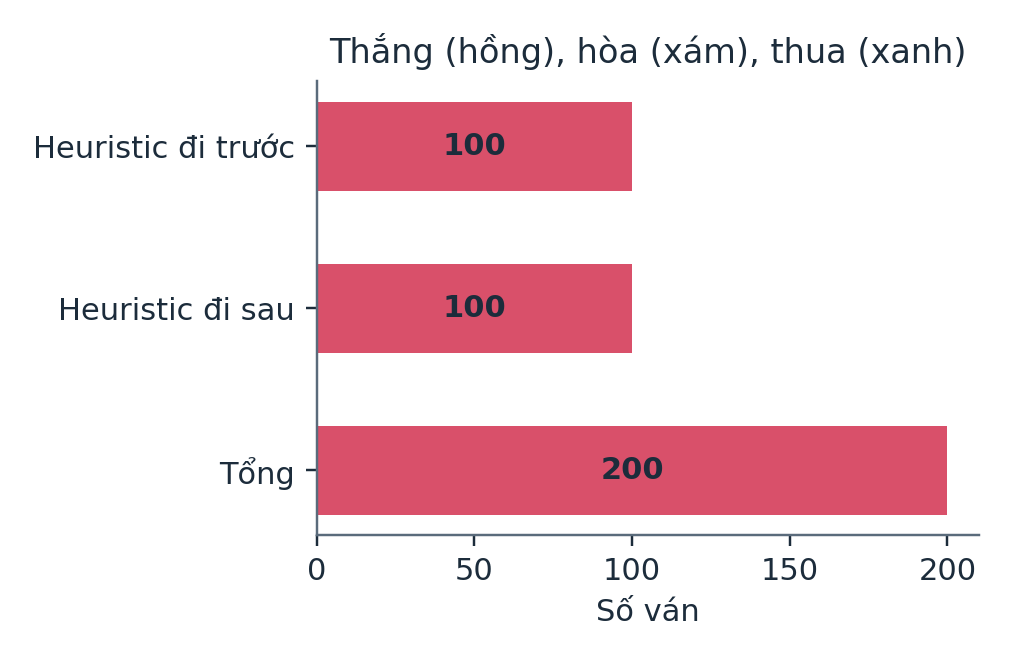 Thắng (hồng), hòa (xám), thua (xanh)
Heuristic đi trước
100
Heuristic đi sau
100
Tổng
200
0 50 100 150 200
Số ván